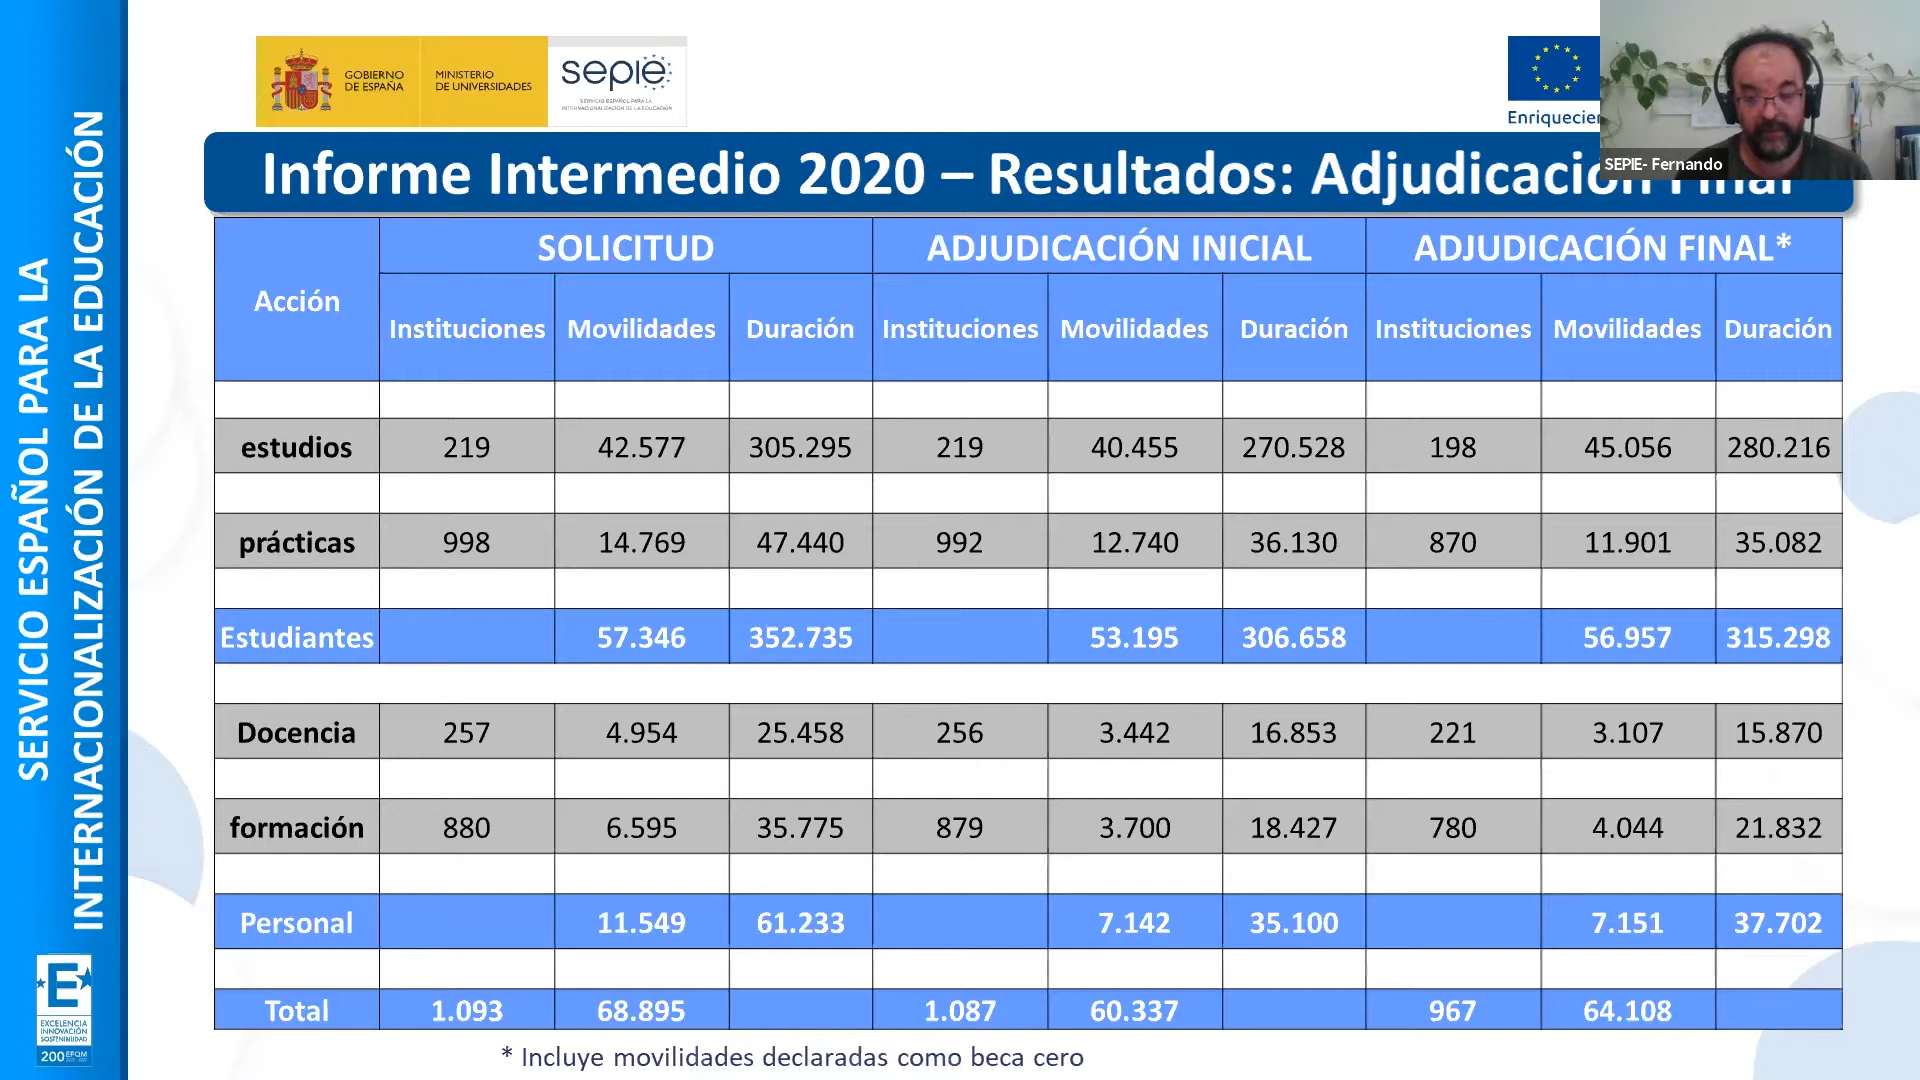 SERVICIO ESPAÑOL PARA LA
INTERNACIONALIZACIÓN DE LA EDUCACIÓN
GOBIERNO
DE ESPAÑA
MINISTERIO
DE UNIVERSIDADES
sepie
SERVICIO ESPAÑOL PARA LA
INTERNACIONALIZACIÓN DE LA EDUCACIÓN
SEPIE- Fernando
Informe Intermedio 2020 – Resultados: Adjudicación Final
Acción SOLICITUD ADJUDICACIÓN INICIAL ADJUDICACIÓN FINAL*
Instituciones Movilidades Duración Instituciones Movilidades Duración Instituciones Movilidades Duración
estudios 219 42.577 305.295 219 40.455 270.528 198 45.056 280.216
prácticas 998 14.769 47.440 992 12.740 36.130 870 11.901 35.082
Estudiantes 57.346 352.735 53.195 306.658 56.957 315.298
Docencia 257 4.954 25.458 256 3.442 16.853 221 3.107 15.870
formación 880 6.595 35.775 879 3.700 18.427 780 4.044 21.832
Personal 11.549 61.233 7.142 35.100 7.151 37.702
Total 1.093 68.895 1.087 60.337 967 64.108
* Incluye movilidades declaradas como beca cero
E
EXCELENCIA
INNOVACIÓN
SOSTENIBILIDAD
200 EFQM